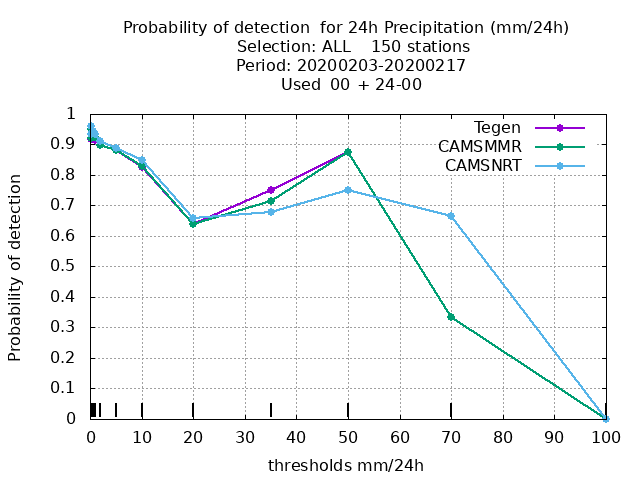 Probability of detection  for 24h Precipitation (mm/24h)
Selection: ALL    150 stations
Period: 20200203-20200217
Used  00 + 24-00
Tegen
CAMSMMR
CAMSNRT
Probability of detection
1
0.9
0.8
0.7
0.6
0.5
0.4
0.3
0.2
0.1
0
0 10 20 30 40 50 60 70 80 90 100
thresholds mm/24h